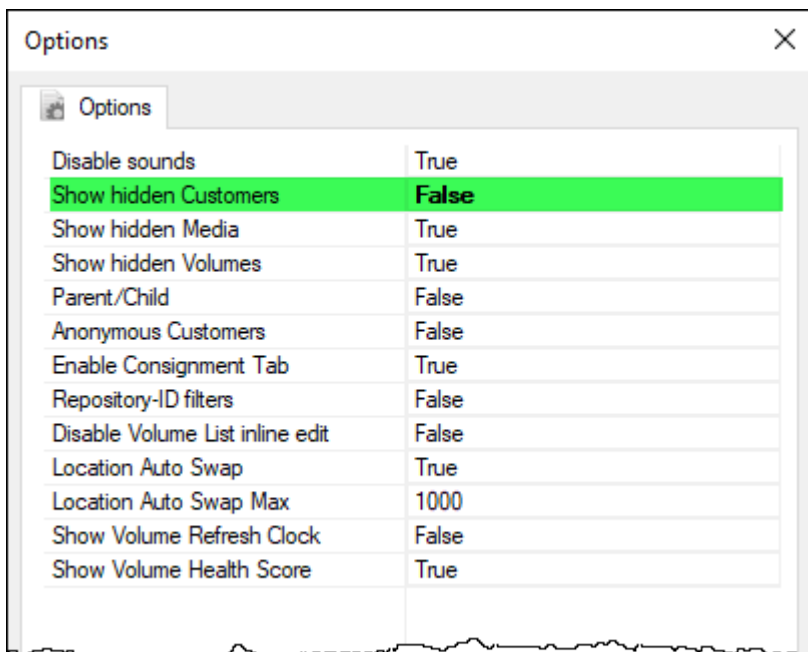 Options
Options
Disable sounds True
Show hidden Customers False
Show hidden Media True
Show hidden Volumes True
Parent/Child False
Anonymous Customers False
Enable Consignment Tab True
Repository-ID filters False
Disable Volume List inline edit False
Location Auto Swap True
Location Auto Swap Max 1000
Show Volume Refresh Clock False
Show Volume Health Score True